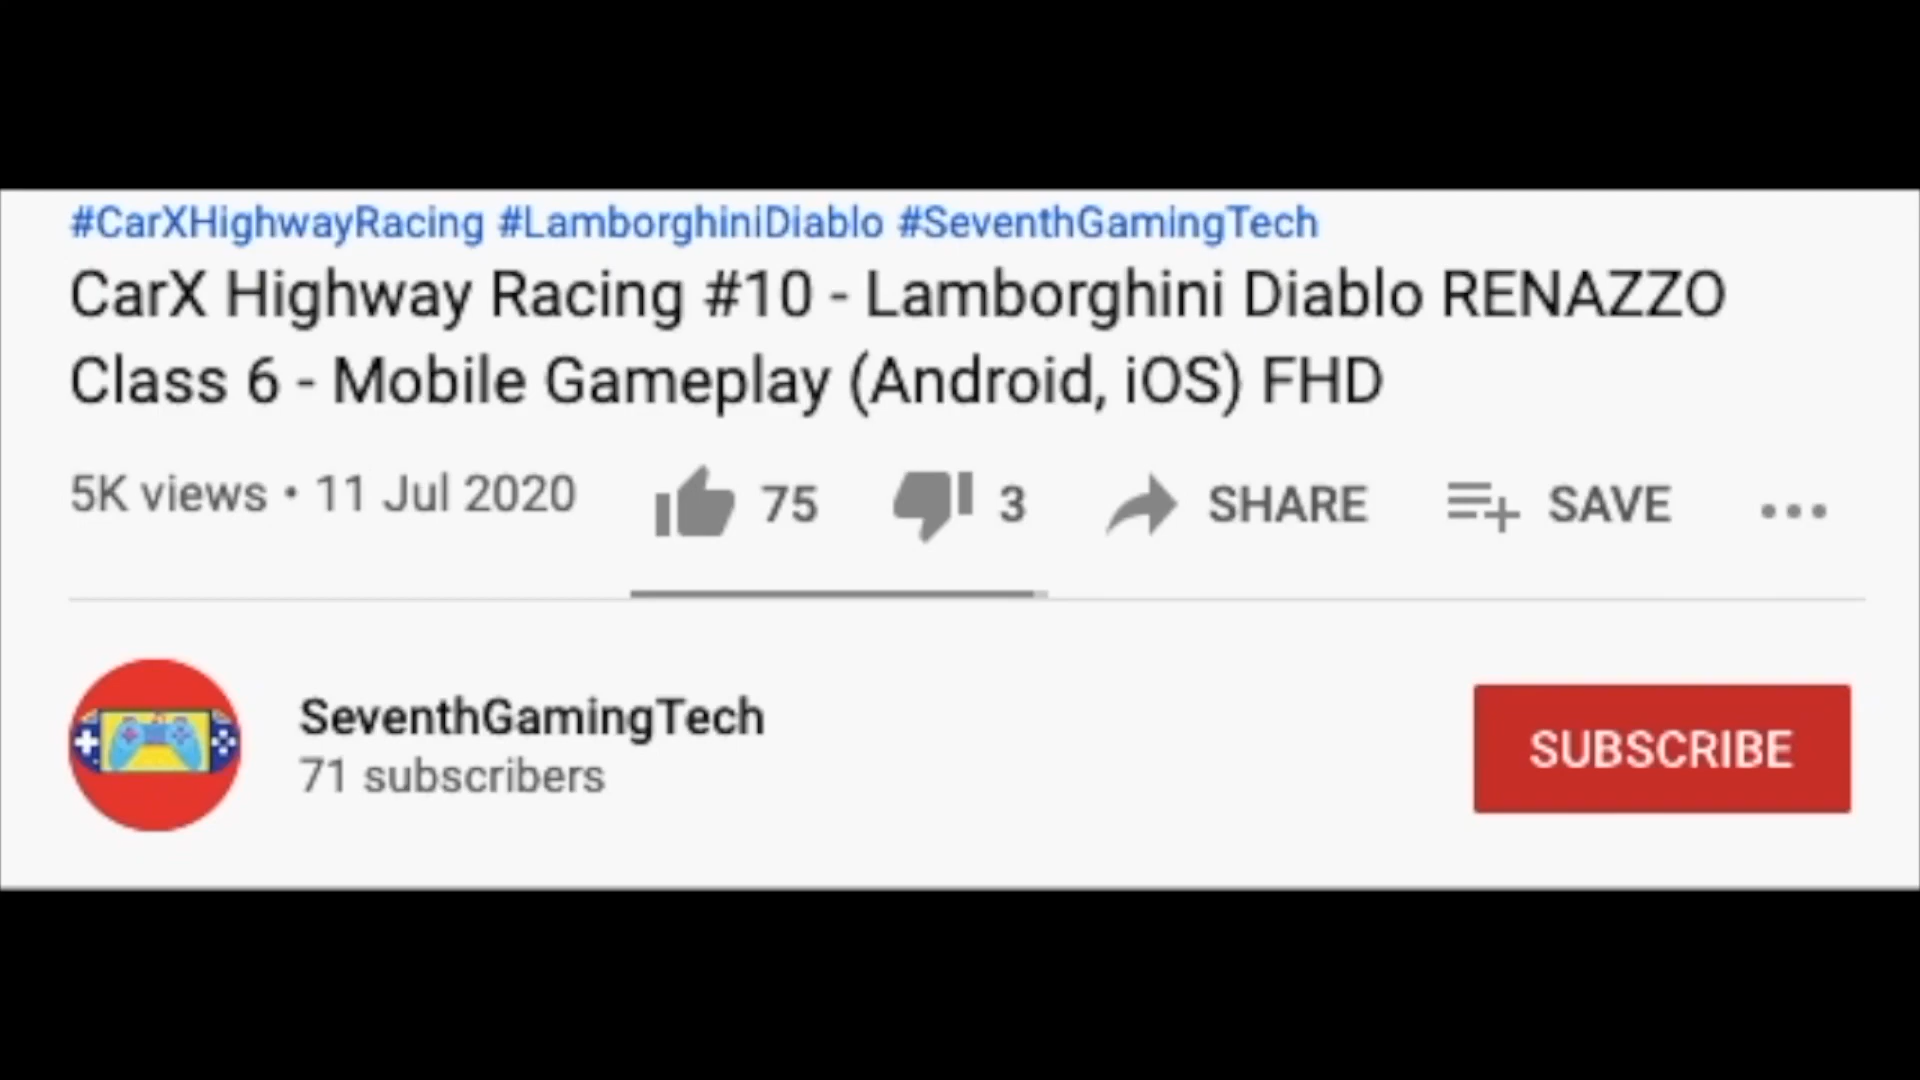 #CarXHighwayRacing #LamborghiniDiablo #SeventhGamingTech
CarX Highway Racing #10 - Lamborghini Diablo RENAZZO
Class 6 - Mobile Gameplay (Android, iOS) FHD
5K views • 11 Jul 2020 75 3 SHARE SAVE ...
SeventhGamingTech
71 subscribers
SUBSCRIBE